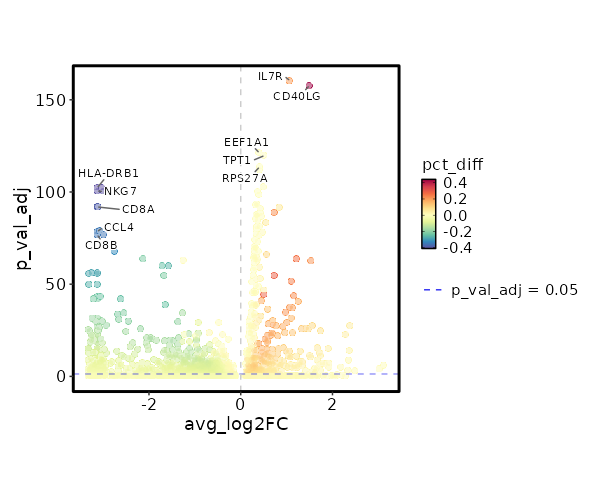 IL7R
CD40LG
EEF1A1
TPT1
RPS27A
HLA-DRB1
NKG7
CD8A
CCL4
CD8B
150
100
50
0
p_val_adj
-2
0
2
avg_log2FC
pct_diff
0.4
0.2
0.0
-0.2
-0.4
p_val_adj = 0.05